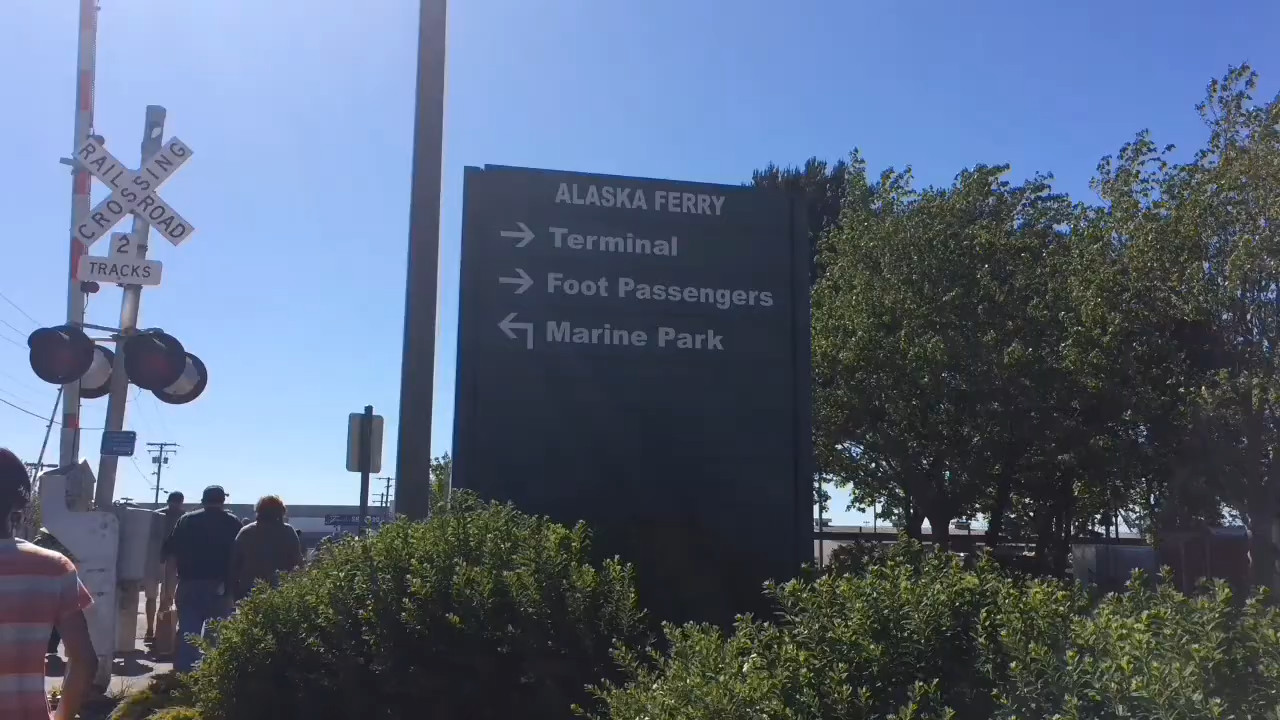 RAILROAD
CROSSING
2
TRACKS
ALASKA FERRY
→ Terminal
→ Foot Passengers
↰ Marine Park